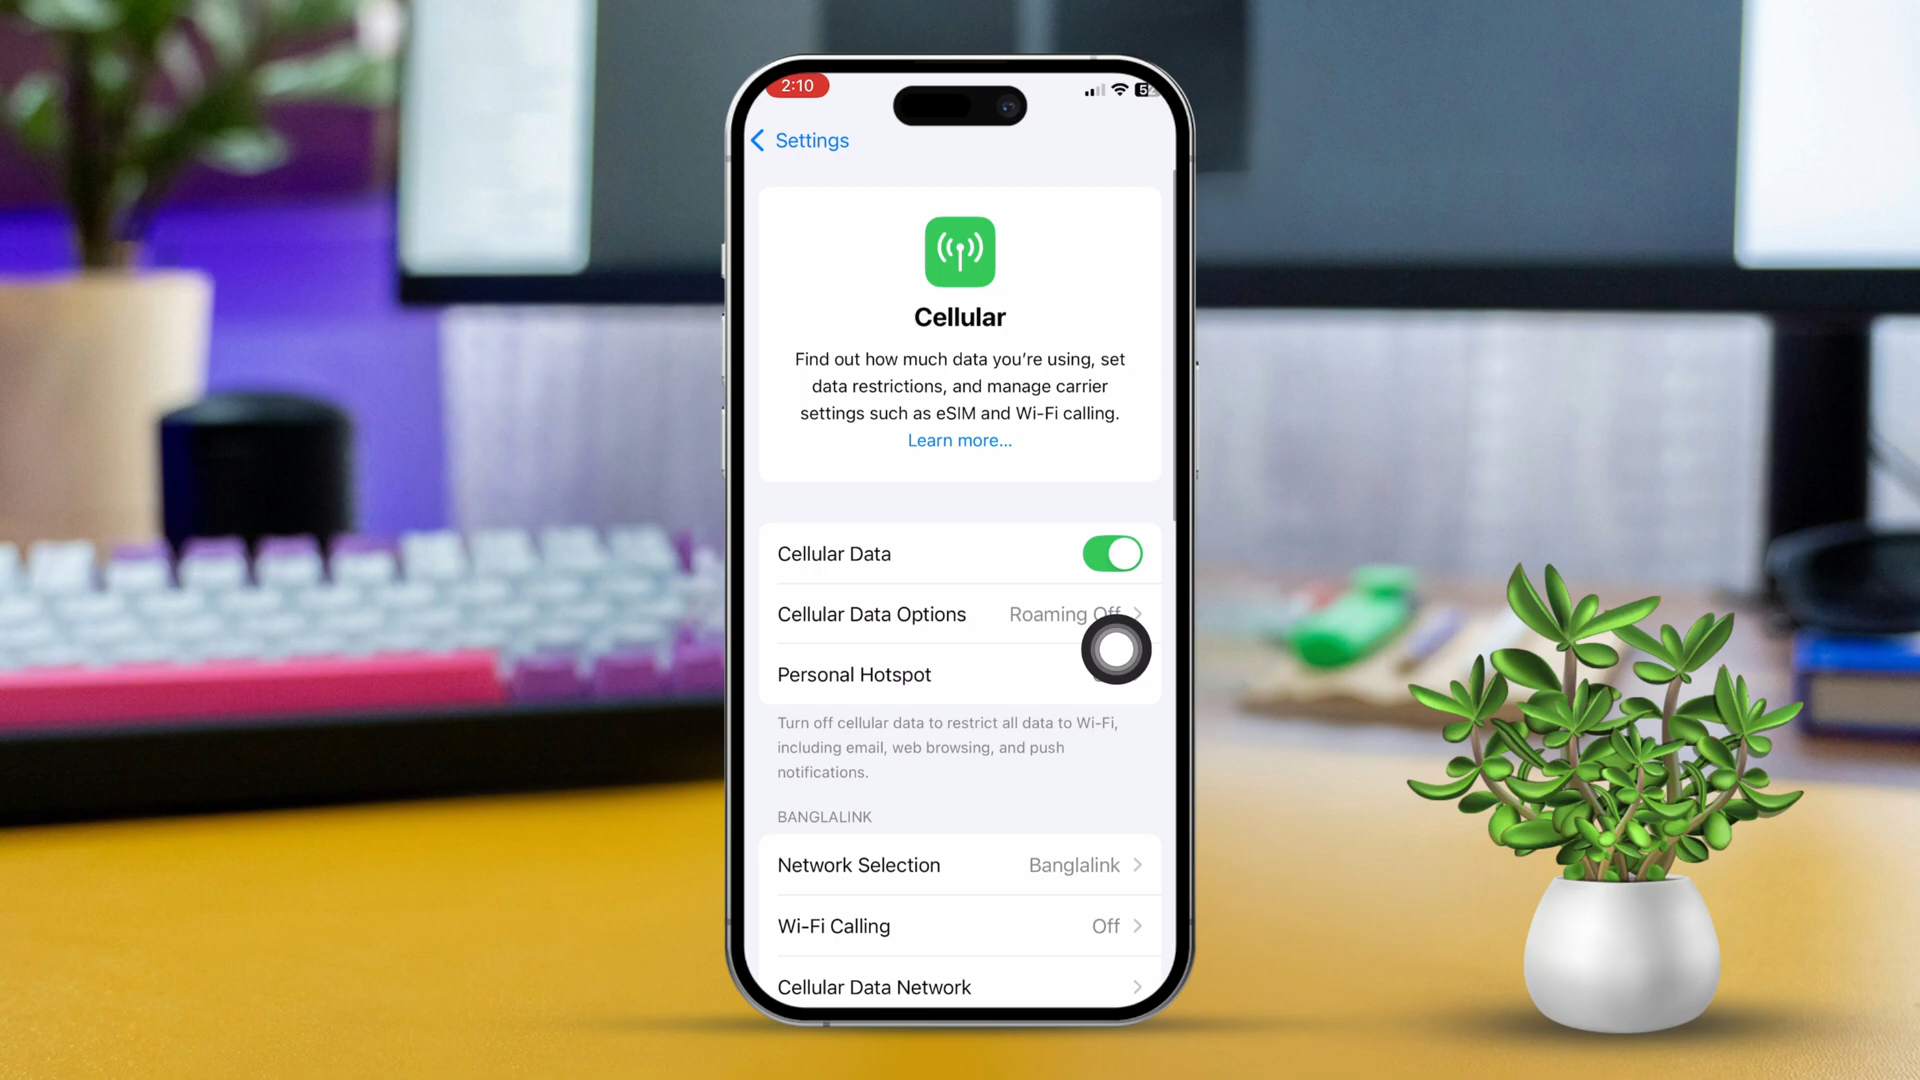 2:10
Settings
Cellular
Find out how much data you're using, set
data restrictions, and manage carrier
settings such as eSIM and Wi-Fi calling.
Learn more...
Cellular Data
Cellular Data Options Roaming Off
Personal Hotspot
Turn off cellular data to restrict all data to Wi-Fi,
including email, web browsing, and push
notifications.
BANGLALINK
Network Selection Banglalink
Wi-Fi Calling Off
Cellular Data Network